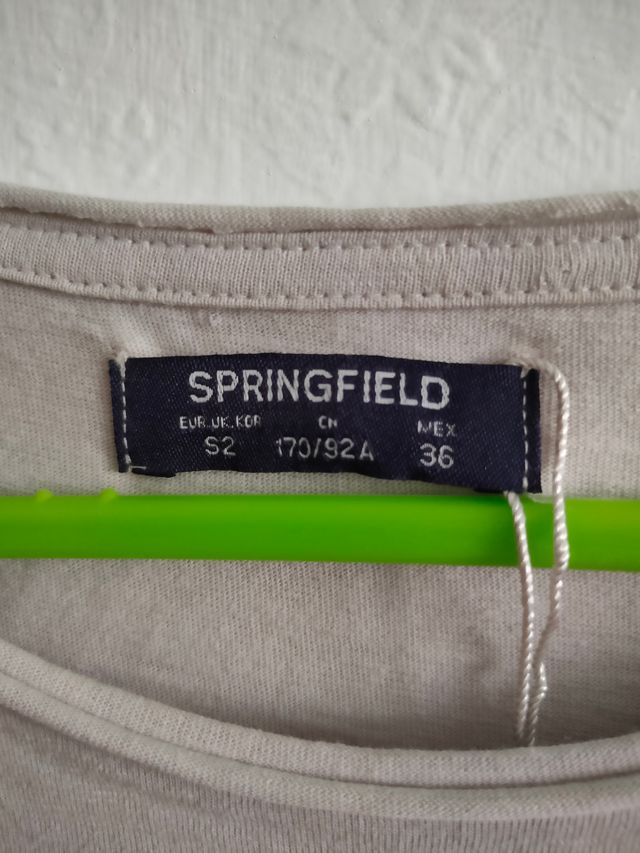 SPRINGFIELD
EUR.UK.KOR CN MEX
S2 170/92A 36